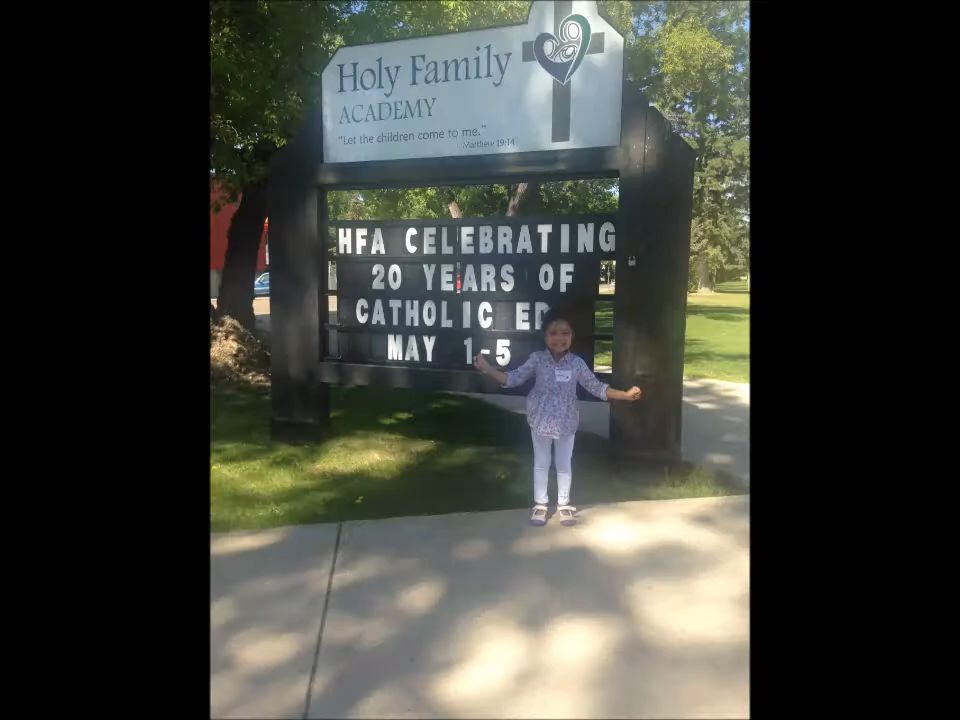 Holy Family
ACADEMY
"Let the children come to me."
Matthew 19:14
HFA CELEBRATING
20 YEARS OF
CATHOLIC ED
MAY 1-5